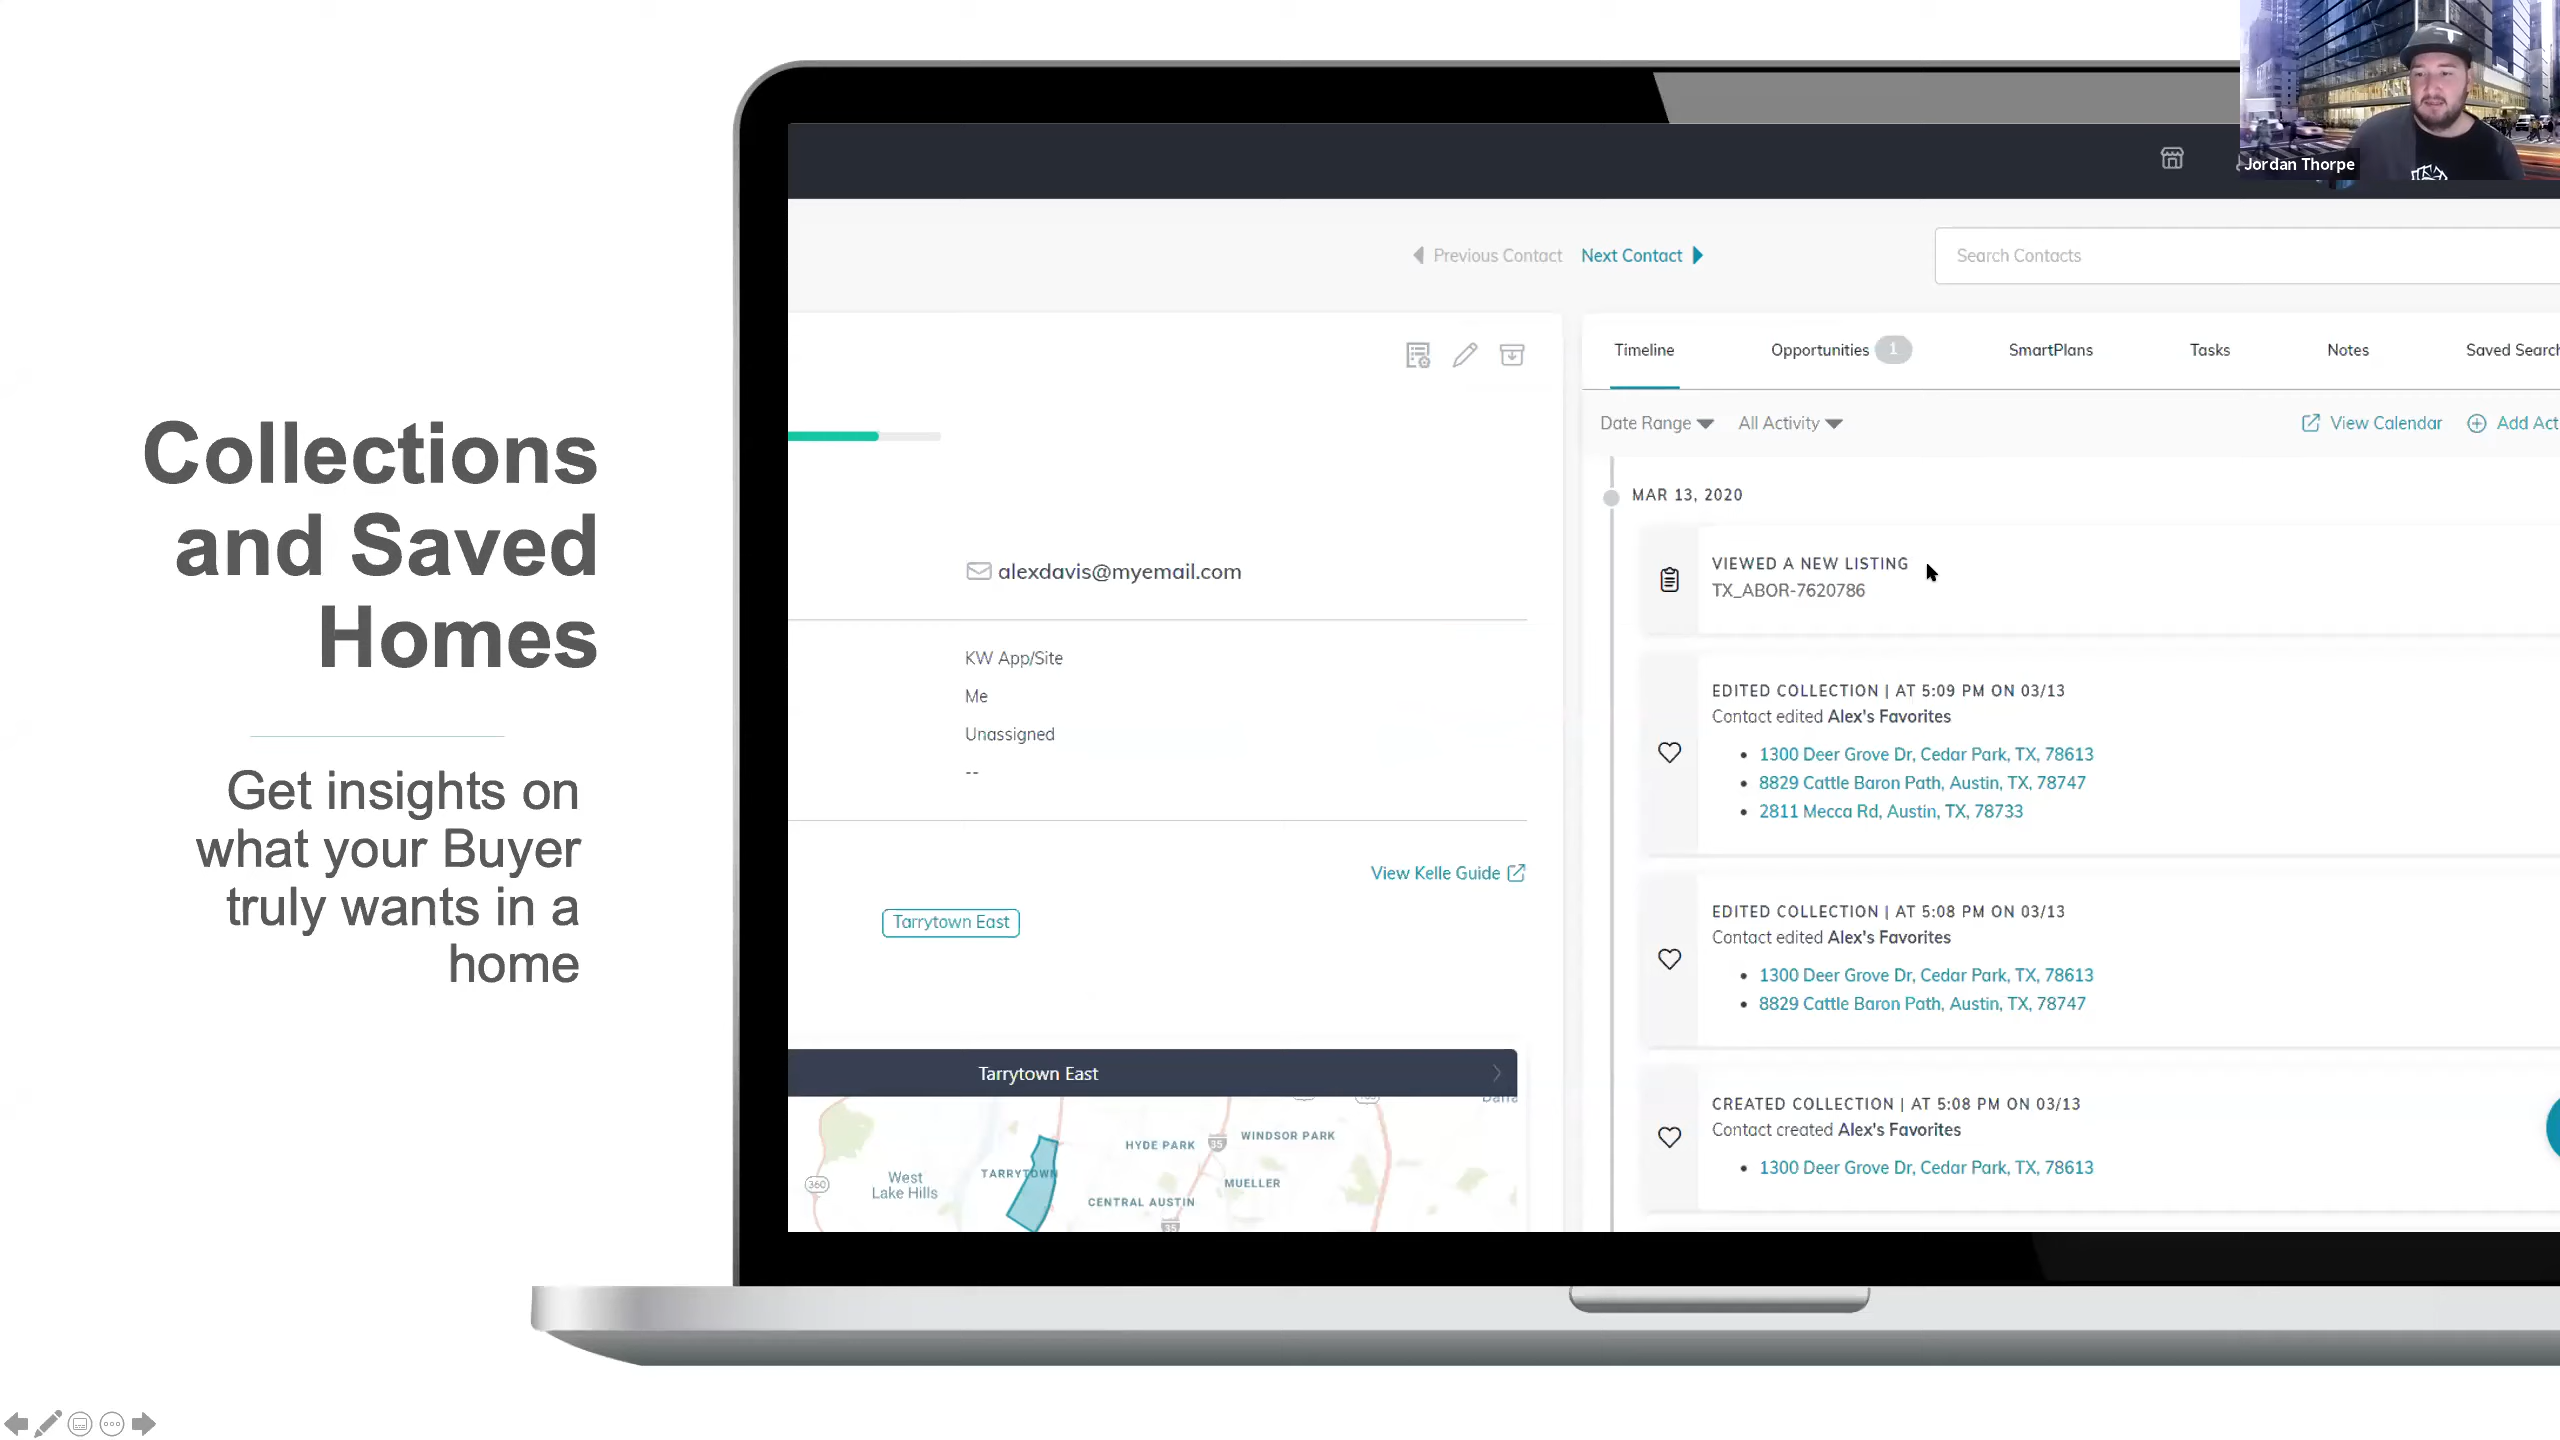 Jordan Thorpe
Collections
and Saved
Homes
Get insights on
what your Buyer
truly wants in a
home
Previous Contact
Next Contact
Search Contacts
alexdavis@myemail.com
KW App/Site
Me
Unassigned
--
View Kelle Guide
Tarrytown East
Tarrytown East
HYDE PARK
35
WINDSOR PARK
TARRYTOWN
West
Lake Hills
360
MUELLER
CENTRAL AUSTIN
35
Timeline
Opportunities 1
SmartPlans
Tasks
Notes
Saved Search
Date Range
All Activity
View Calendar
Add Act
MAR 13, 2020
VIEWED A NEW LISTING
TX_ABOR-7620786
EDITED COLLECTION | AT 5:09 PM ON 03/13
Contact edited Alex's Favorites
• 1300 Deer Grove Dr, Cedar Park, TX, 78613
• 8829 Cattle Baron Path, Austin, TX, 78747
• 2811 Mecca Rd, Austin, TX, 78733
EDITED COLLECTION | AT 5:08 PM ON 03/13
Contact edited Alex's Favorites
• 1300 Deer Grove Dr, Cedar Park, TX, 78613
• 8829 Cattle Baron Path, Austin, TX, 78747
CREATED COLLECTION | AT 5:08 PM ON 03/13
Contact created Alex's Favorites
• 1300 Deer Grove Dr, Cedar Park, TX, 78613